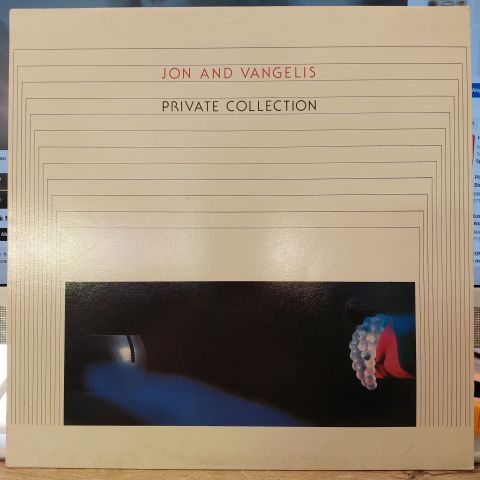 JON AND VANGELIS
PRIVATE COLLECTION